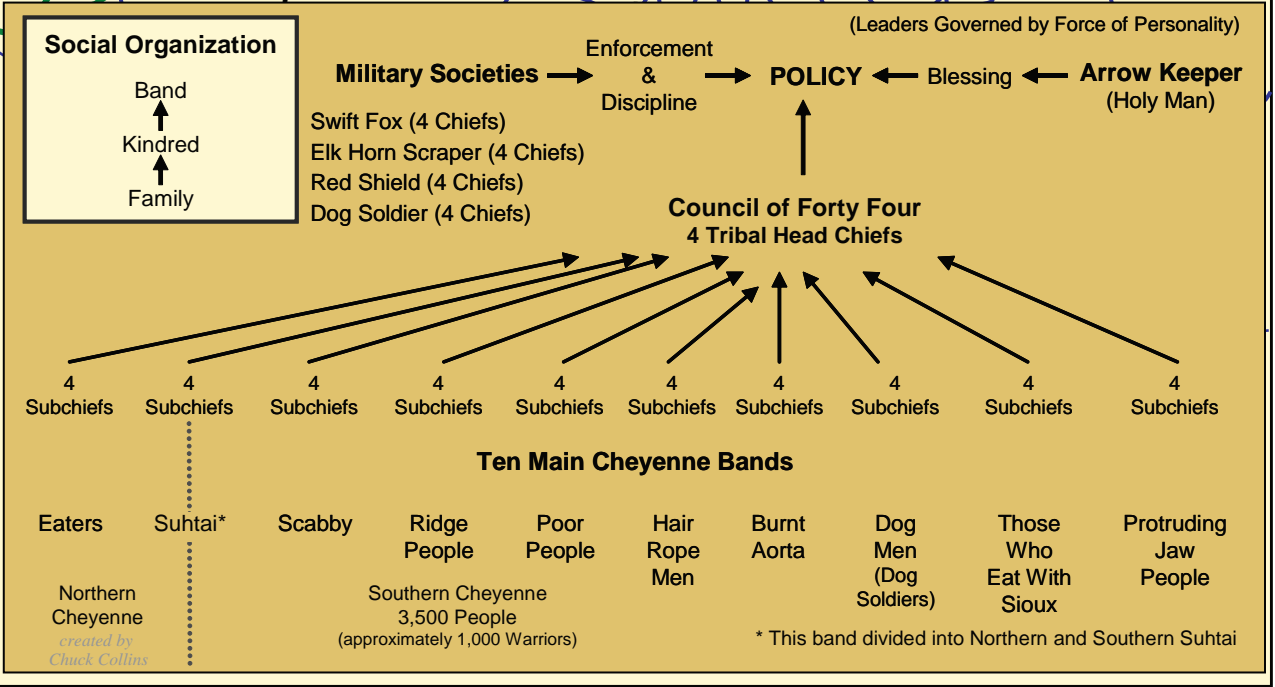 (Leaders Governed by Force of Personality)
Social Organization
Band
Kindred
Family
Military Societies
Enforcement
&
Discipline
POLICY
Blessing
Arrow Keeper
(Holy Man)
Swift Fox (4 Chiefs)
Elk Horn Scraper (4 Chiefs)
Red Shield (4 Chiefs)
Dog Soldier (4 Chiefs)
Council of Forty Four
4 Tribal Head Chiefs
4
Subchiefs
4
Subchiefs
4
Subchiefs
4
Subchiefs
4
Subchiefs
4
Subchiefs
4
Subchiefs
4
Subchiefs
4
Subchiefs
4
Subchiefs
Ten Main Cheyenne Bands
Eaters
Suhtai*
Scabby
Ridge
People
Poor
People
Hair
Rope
Men
Burnt
Aorta
Dog
Men
(Dog
Soldiers)
Those
Who
Eat With
Sioux
Protruding
Jaw
People
Northern
Cheyenne
created by
Chuck Collins
Southern Cheyenne
3,500 People
(approximately 1,000 Warriors)
* This band divided into Northern and Southern Suhtai